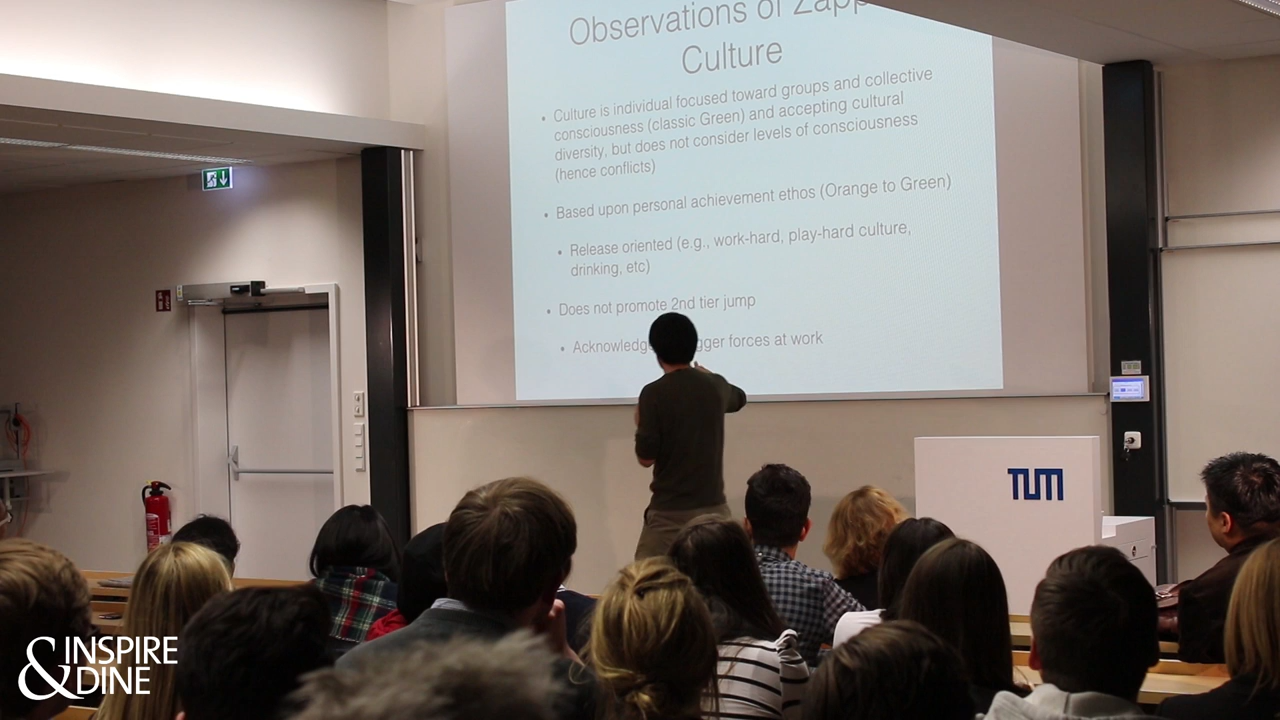 Observations of Zapp
Culture
• Culture is individual focused toward groups and collective
consciousness (classic Green) and accepting cultural
diversity, but does not consider levels of consciousness
(hence conflicts)
• Based upon personal achievement ethos (Orange to Green)
• Release oriented (e.g., work-hard, play-hard culture,
drinking, etc)
• Does not promote 2nd tier jump
• Acknowledge gger forces at work
TUM
& INSPIRE
DINE